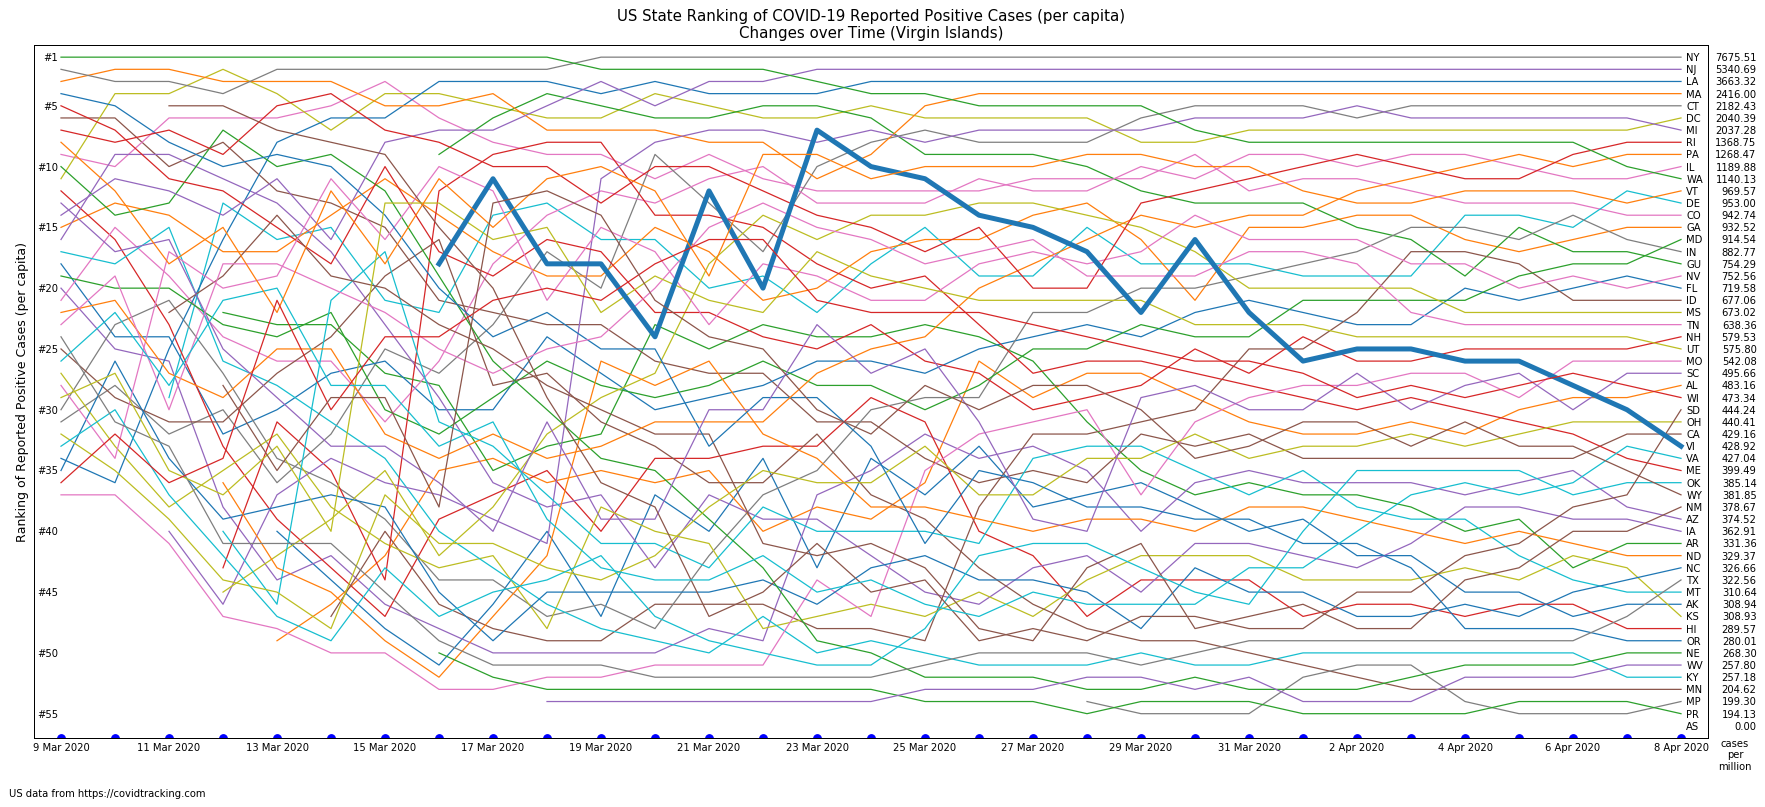 US State Ranking of COVID-19 Reported Positive Cases (per capita)
Changes over Time (Virgin Islands)
Ranking of Reported Positive Cases (per capita)
#1
#5
#10
#15
#20
#25
#30
#35
#40
#45
#50
#55
NY 7675.51
NJ 5340.69
LA 3663.32
MA 2416.00
CT 2182.43
DC 2040.39
MI 2037.28
RI 1368.75
PA 1268.47
IL 1189.88
WA 1140.13
VT 969.57
DE 953.00
CO 942.74
GA 932.52
MD 914.54
IN 882.77
GU 754.29
NV 752.56
FL 719.58
ID 677.06
MS 673.02
TN 638.36
NH 579.53
UT 575.80
MO 542.08
SC 495.66
AL 483.16
WI 473.34
SD 444.24
OH 440.41
CA 429.16
VI 428.92
VA 427.04
ME 399.49
OK 385.14
WY 381.85
NM 378.67
AZ 374.52
IA 362.91
AR 331.36
ND 329.37
NC 326.66
TX 322.56
MT 310.64
AK 308.94
KS 308.93
HI 289.57
OR 280.01
NE 268.30
WV 257.80
KY 257.18
MN 204.62
MP 199.30
PR 194.13
AS 0.00
9 Mar 2020 11 Mar 2020 13 Mar 2020 15 Mar 2020 17 Mar 2020 19 Mar 2020 21 Mar 2020 23 Mar 2020 25 Mar 2020 27 Mar 2020 29 Mar 2020 31 Mar 2020 2 Apr 2020 4 Apr 2020 6 Apr 2020 8 Apr 2020
cases
per
million
US data from https://covidtracking.com